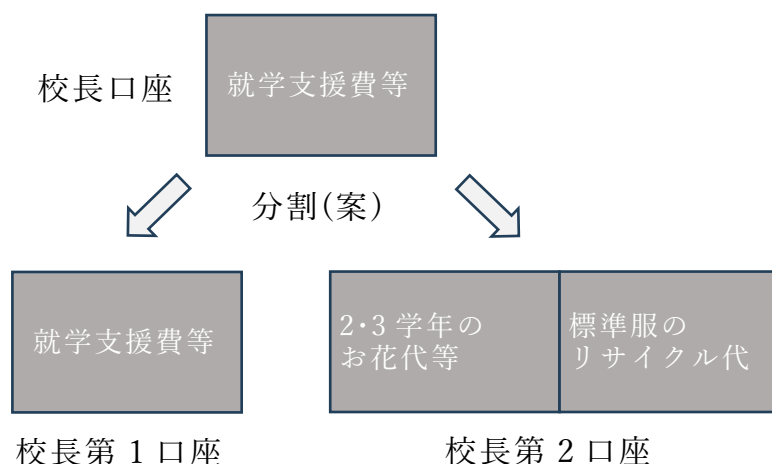 校長口座
就学支援費等
分割(案)
就学支援費等
2・3 学年の
お花代等
標準服の
リサイクル代
校長第 1 口座
校長第 2 口座